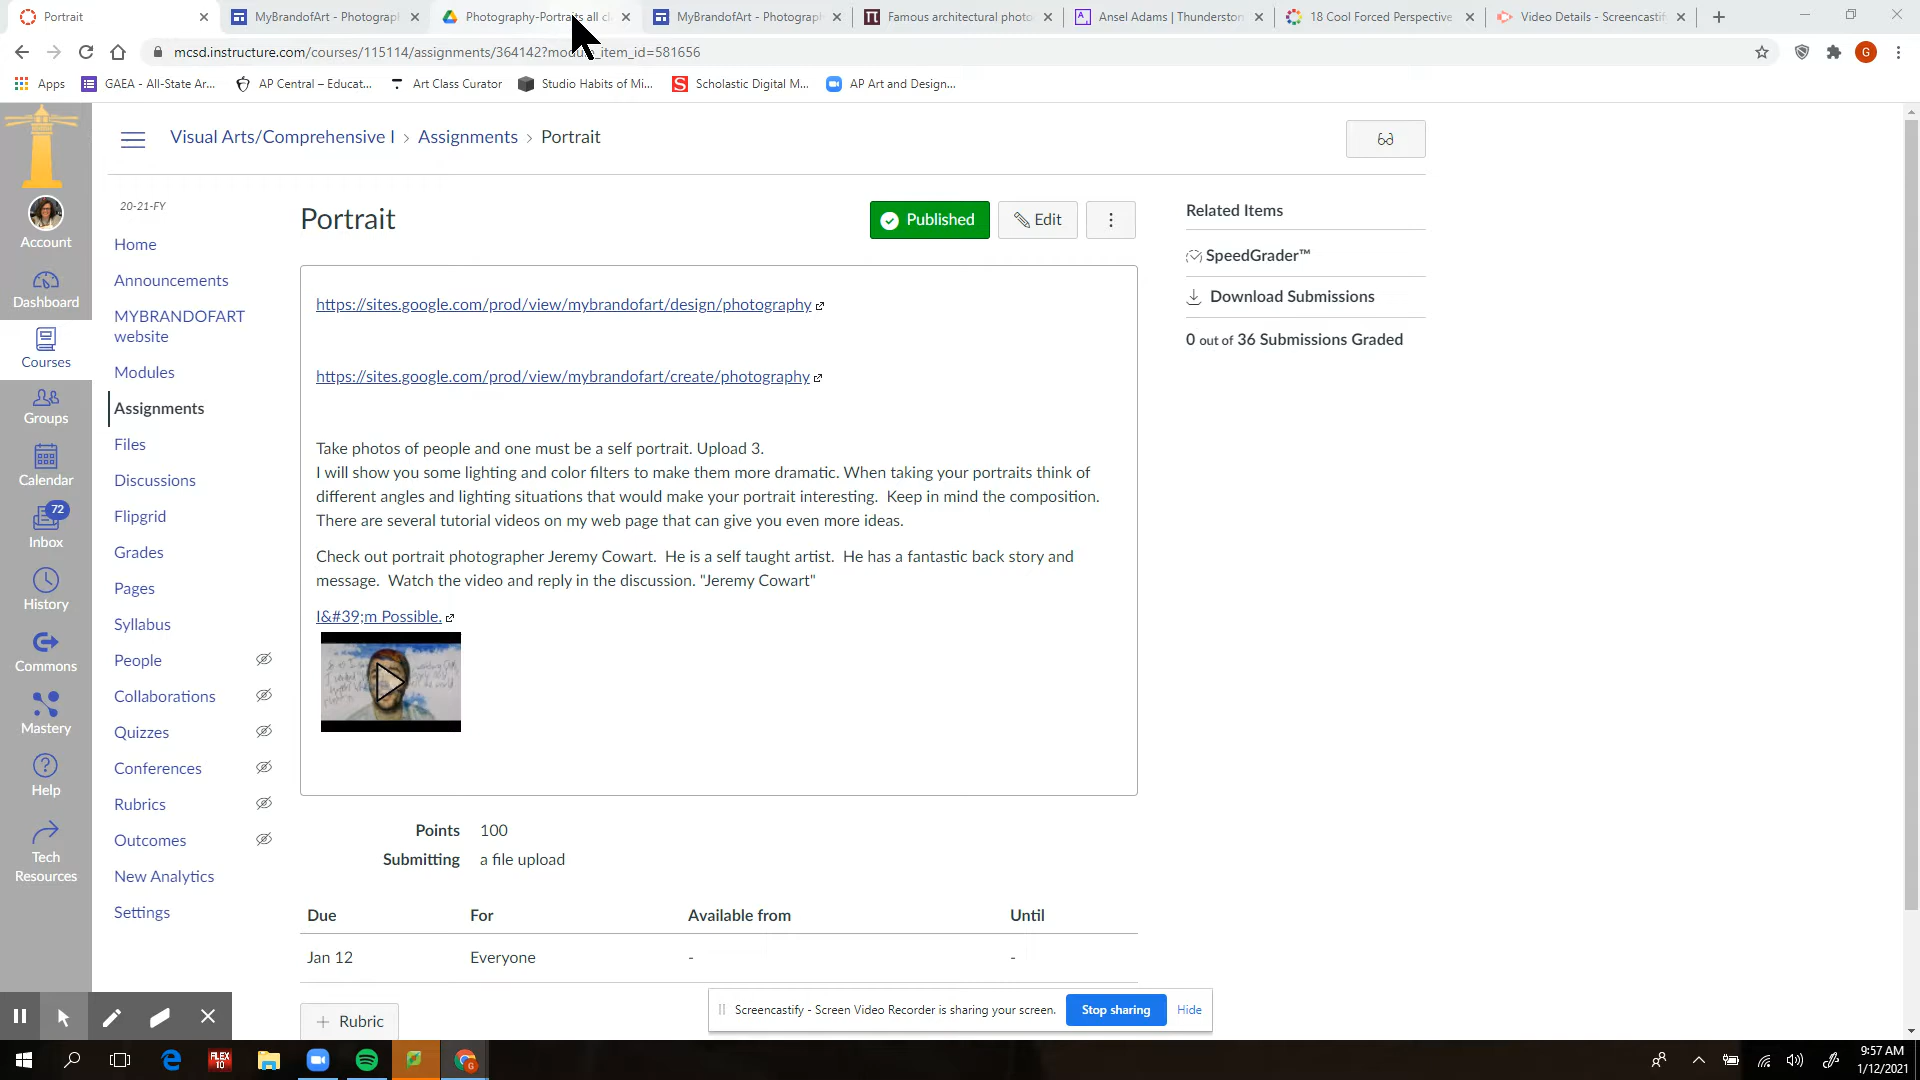 Portrait
MyBrandofArt - Photograph
Photography-Portraits all cl
MyBrandofArt - Photograph
Famous architectural photo
Ansel Adams | Thunderston
18 Cool Forced Perspective
Video Details - Screencastif
mcsd.instructure.com/courses/115114/assignments/364142?module_item_id=581656
G
Apps
GAEA - All-State Ar...
AP Central – Educat...
Art Class Curator
Studio Habits of Mi...
Scholastic Digital M...
AP Art and Design...
Visual Arts/Comprehensive I › Assignments › Portrait
Account
Dashboard
Courses
Groups
Calendar
72
Inbox
History
Commons
Mastery
Help
Tech
Resources
20-21-FY
Home
Announcements
MYBRANDOFART
website
Modules
Assignments
Files
Discussions
Flipgrid
Grades
Pages
Syllabus
People
Collaborations
Quizzes
Conferences
Rubrics
Outcomes
New Analytics
Settings
Portrait
Published
Edit
https://sites.google.com/prod/view/mybrandofart/design/photography
https://sites.google.com/prod/view/mybrandofart/create/photography
Take photos of people and one must be a self portrait. Upload 3.
I will show you some lighting and color filters to make them more dramatic. When taking your portraits think of
different angles and lighting situations that would make your portrait interesting.  Keep in mind the composition.
There are several tutorial videos on my web page that can give you even more ideas.
Check out portrait photographer Jeremy Cowart.  He is a self taught artist.  He has a fantastic back story and
message.  Watch the video and reply in the discussion. "Jeremy Cowart"
I&#39;m Possible.
Points 100
Submitting a file upload
Due For Available from Until
Jan 12 Everyone - -
+ Rubric
Related Items
SpeedGrader™
Download Submissions
0 out of 36 Submissions Graded
Screencastify - Screen Video Recorder is sharing your screen.
Stop sharing
Hide
FLEX
10
9:57 AM
1/12/2021